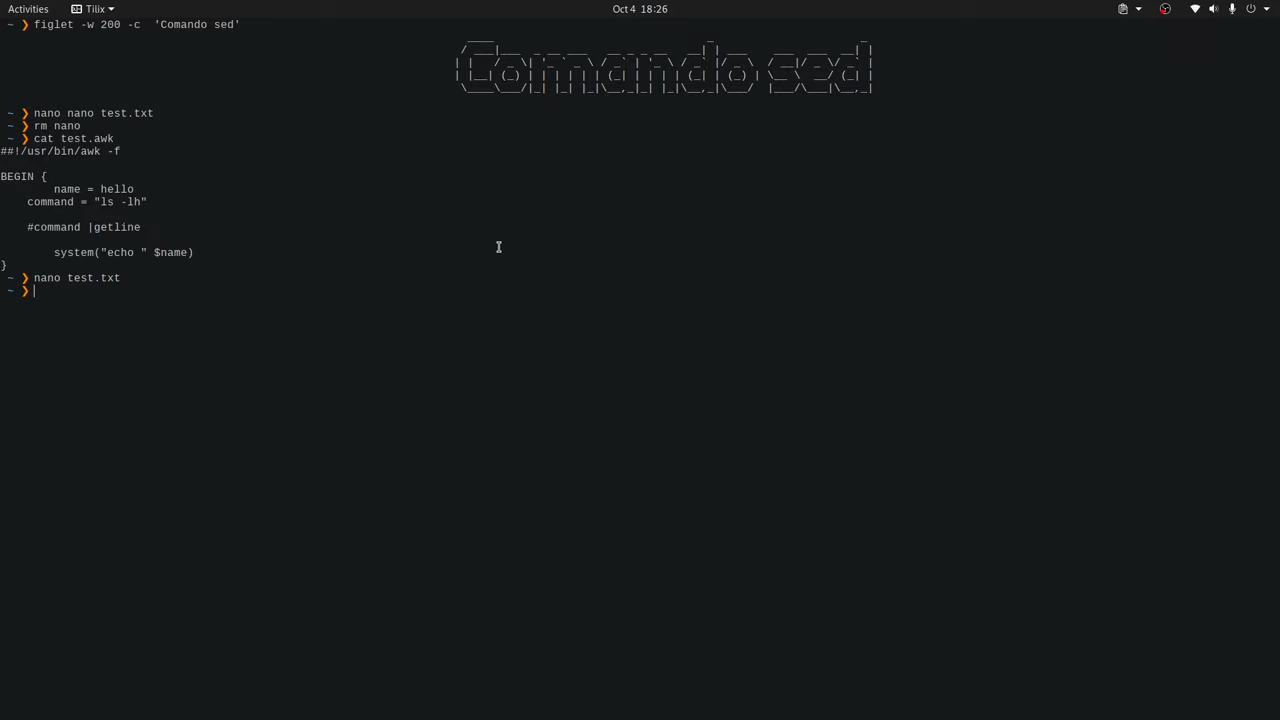 Activities Tilix Oct 4 18:26
~ ❯ figlet -w 200 -c  'Comando sed'
Comando sed
~ ❯ nano nano test.txt
~ ❯ rm nano
~ ❯ cat test.awk
##!/usr/bin/awk -f
BEGIN {
        name = hello
    command = "ls -lh"
    #command |getline
        system("echo " $name)
}
~ ❯ nano test.txt
~ ❯